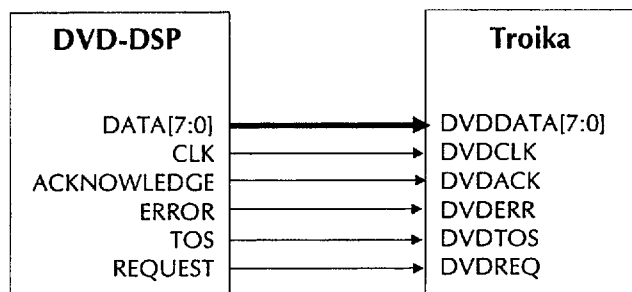 DVD-DSP Troika
DATA[7:0] DVDDATA[7:0]
CLK DVDCLK
ACKNOWLEDGE DVDACK
ERROR DVDERR
TOS DVDTOS
REQUEST DVDREQ